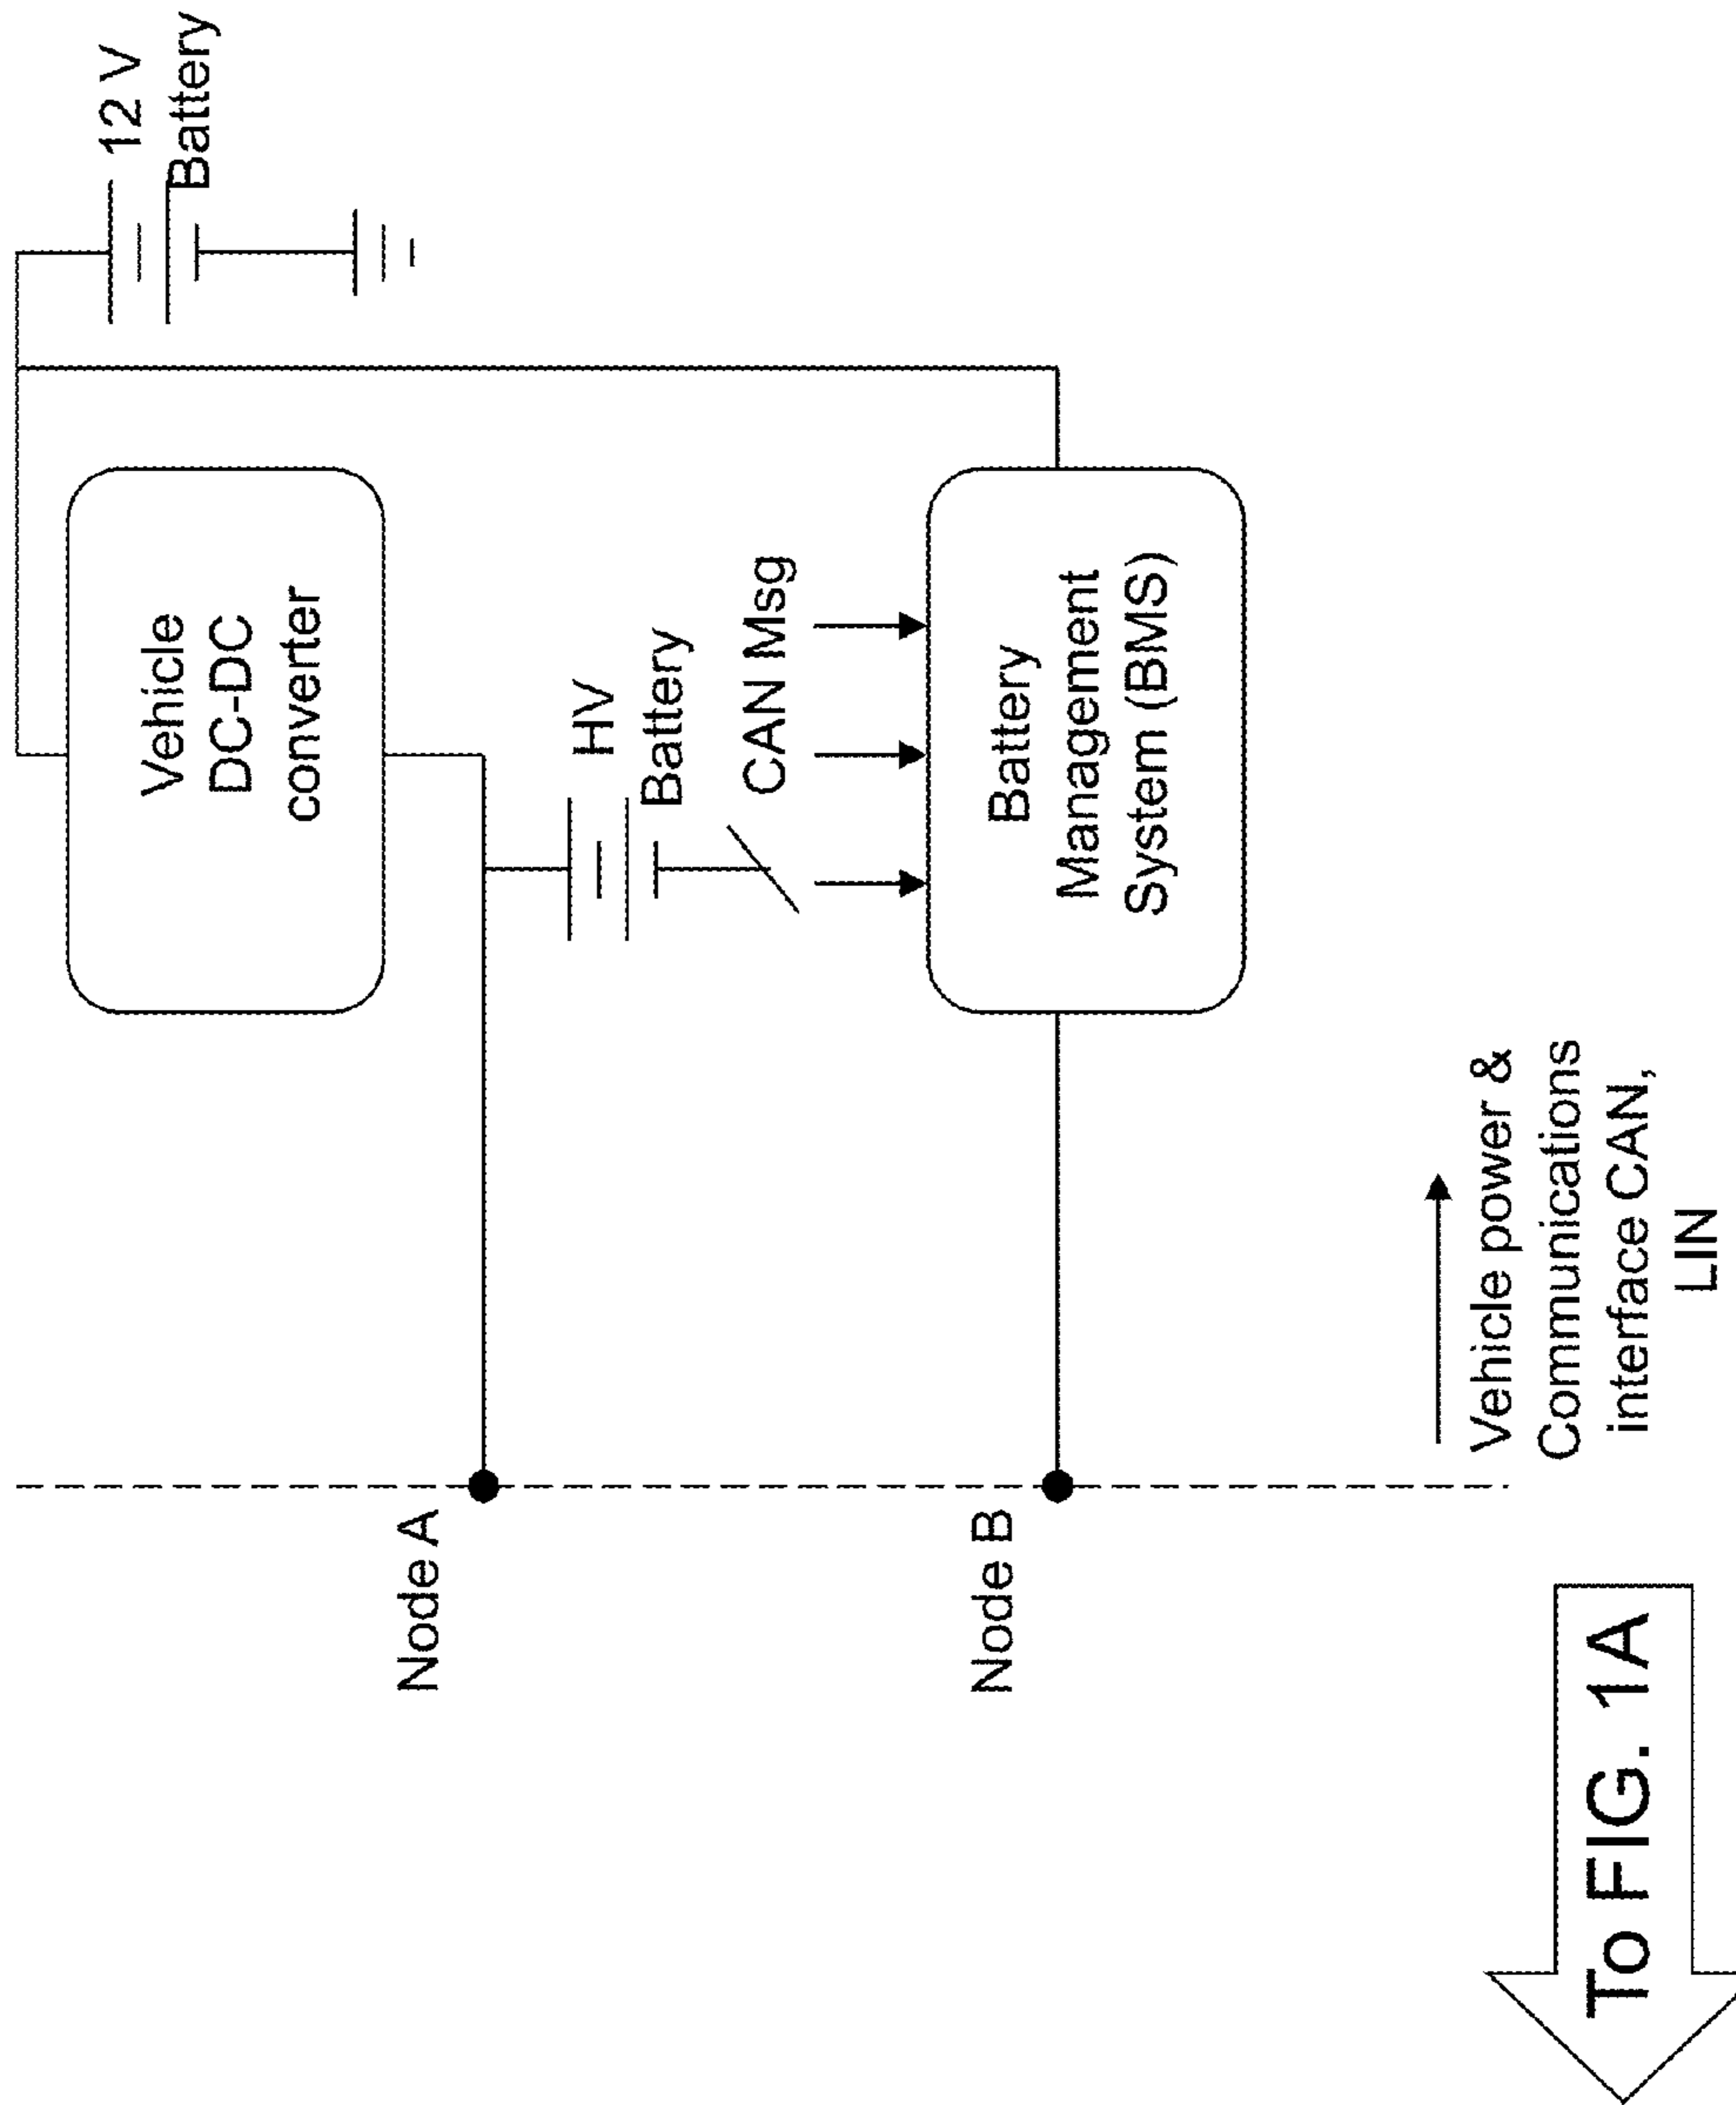 12 V
Battery
Vehicle
DC-DC
converter
HV
Battery
CAN Msg
Battery
Management
System (BMS)
Node A
Node B
Vehicle power &
Communications
interface CAN,
LIN
To FIG. 1A